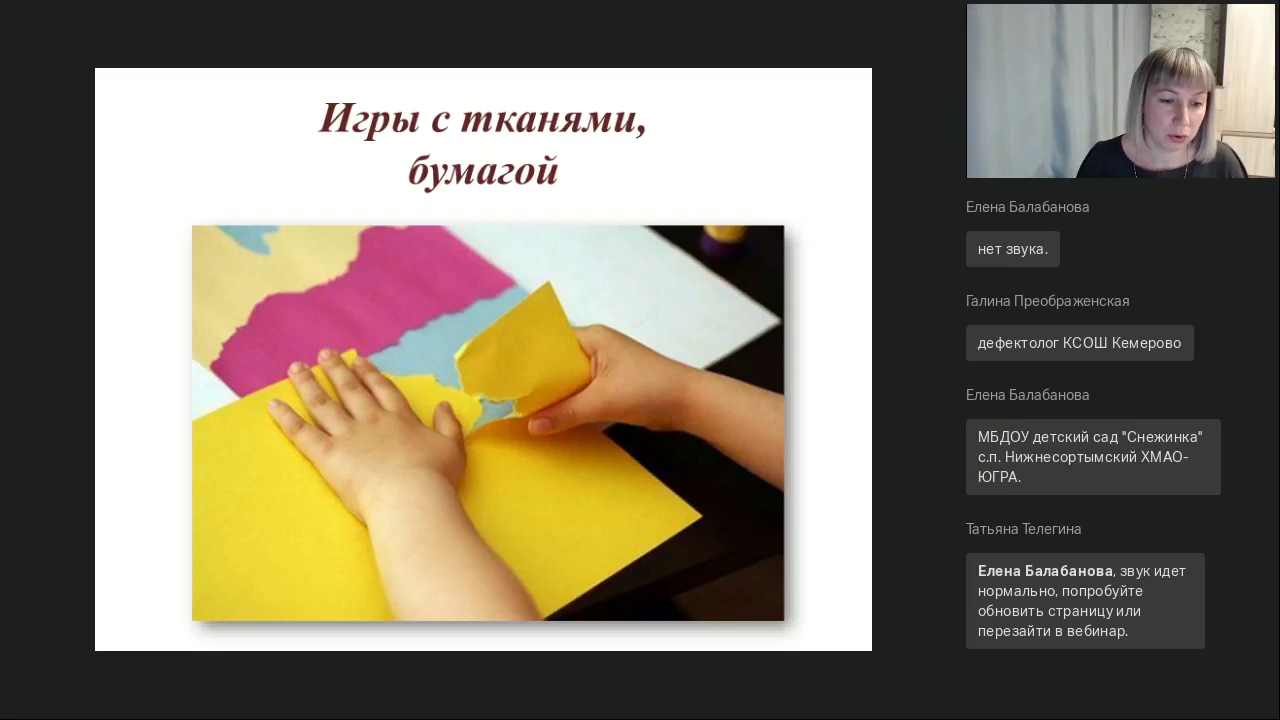 Игры с тканями,
бумагой
Елена Балабанова
нет звука.
Галина Преображенская
дефектолог КСОШ Кемерово
Елена Балабанова
МБДОУ детский сад "Снежинка"
с.п. Нижнесортымский ХМАО-
ЮГРА.
Татьяна Телегина
Елена Балабанова, звук идет
нормально, попробуйте
обновить страницу или
перезайти в вебинар.